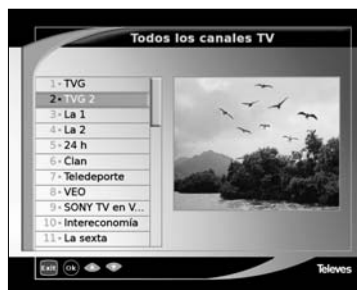 Todos los canales TV
1 • TVG
2 • TVG 2
3 • La 1
4 • La 2
5 • 24 h
6 • Clan
7 • Teledeporte
8 • VEO
9 • SONY TV en V...
10 • Intereconomía
11 • La sexta
Exit Ok
Televes